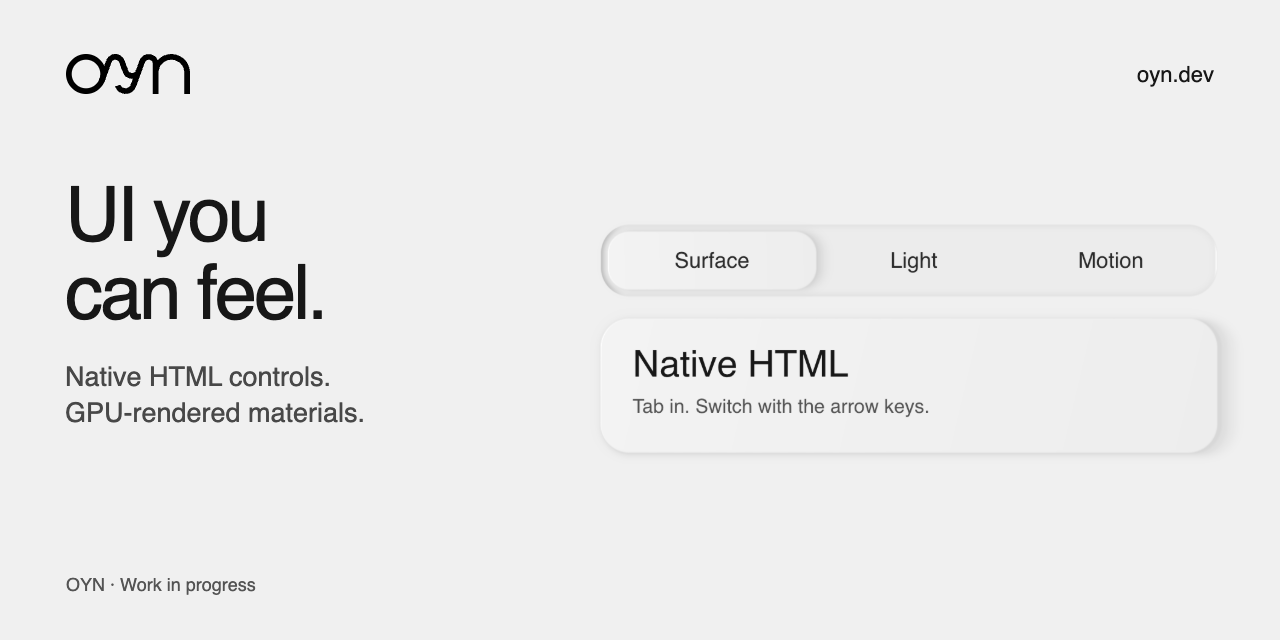 oyn
oyn.dev
UI you
can feel.
Native HTML controls.
GPU-rendered materials.
Surface
Light
Motion
Native HTML
Tab in. Switch with the arrow keys.
OYN · Work in progress